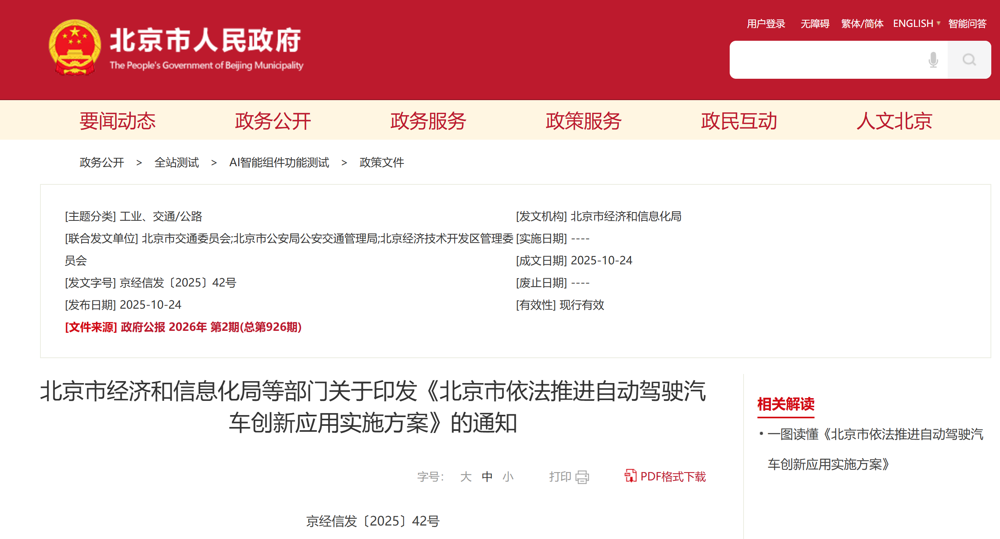 北京市人民政府
The People's Government of Beijing Municipality
用户登录 无障碍 繁体/简体 ENGLISH 智能问答
要闻动态 政务公开 政务服务 政策服务 政民互动 人文北京
政务公开 > 全站测试 > AI智能组件功能测试 > 政策文件
[主题分类] 工业、交通/公路
[联合发文单位] 北京市交通委员会;北京市公安局公安交通管理局;北京经济技术开发区管理委
员会
[发文字号] 京经信发〔2025〕42号
[发布日期] 2025-10-24
[文件来源] 政府公报 2026年 第2期(总第926期)
[发文机构] 北京市经济和信息化局
[实施日期] ----
[成文日期] 2025-10-24
[废止日期] ----
[有效性] 现行有效
北京市经济和信息化局等部门关于印发《北京市依法推进自动驾驶汽
车创新应用实施方案》的通知
字号： 大 中 小 打印 PDF格式下载
京经信发〔2025〕42号
相关解读
· 一图读懂《北京市依法推进自动驾驶汽
车创新应用实施方案》